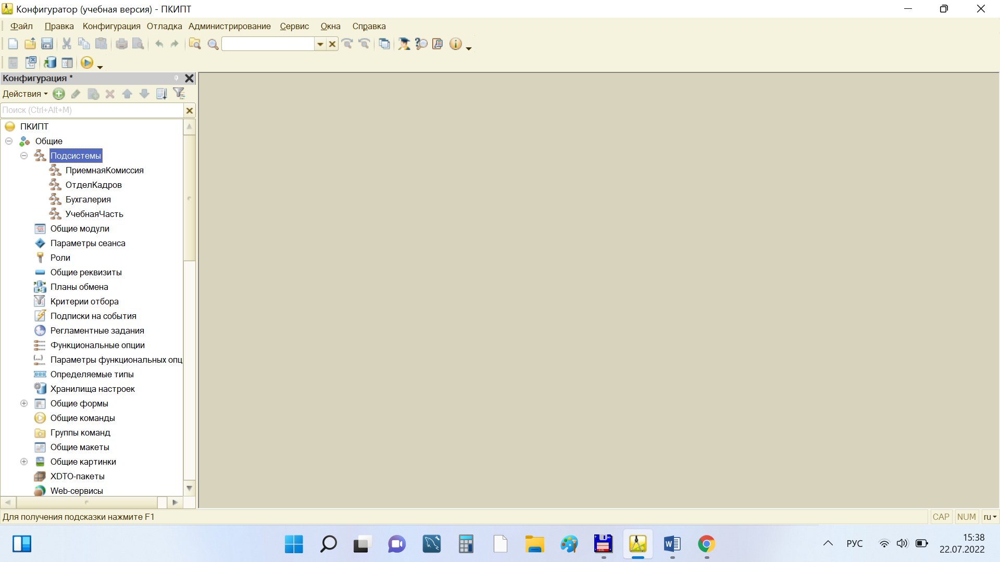 Конфигуратор (учебная версия) - ПКИПТ
Файл Правка Конфигурация Отладка Администрирование Сервис Окна Справка
Конфигурация *
Действия
Поиск (Ctrl+Alt+M)
ПКИПТ
Общие
Подсистемы
ПриемнаяКомиссия
ОтделКадров
Бухгалерия
УчебнаяЧасть
Общие модули
Параметры сеанса
Роли
Общие реквизиты
Планы обмена
Критерии отбора
Подписки на события
Регламентные задания
Функциональные опции
Параметры функциональных опц
Определяемые типы
Хранилища настроек
Общие формы
Общие команды
Группы команд
Общие макеты
Общие картинки
XDTO-пакеты
Web-сервисы
Для получения подсказки нажмите F1
CAP NUM ru
РУС
15:38
22.07.2022